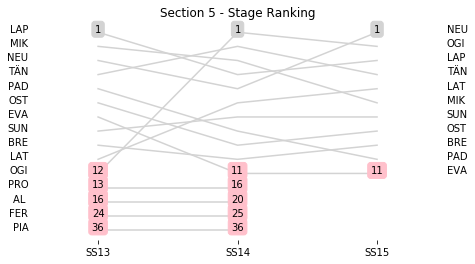 Section 5 - Stage Ranking
LAP 1 1 1 NEU
MIK OGI
NEU LAP
TÄN TÄN
PAD LAT
OST MIK
EVA SUN
SUN OST
BRE BRE
LAT PAD
OGI 12 11 11 EVA
PRO 13 16
AL 16 20
FER 24 25
PIA 36 36
SS13 SS14 SS15